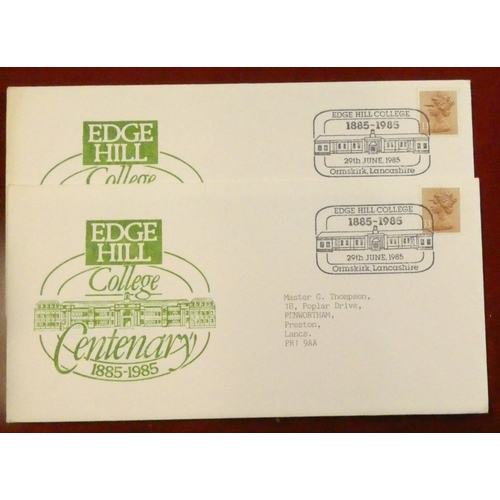 EDGE
HILL
College
EDGE HILL COLLEGE
1885-1985
29th JUNE, 1985
Ormskirk, Lancashire
EDGE
HILL
College
Centenary
1885-1985
EDGE HILL COLLEGE
1885-1985
29th JUNE, 1985
Ormskirk, Lancashire
Master G. Thompson,
18, Poplar Drive,
PENWORTHAM,
Preston,
Lancs.
PR1 9AA